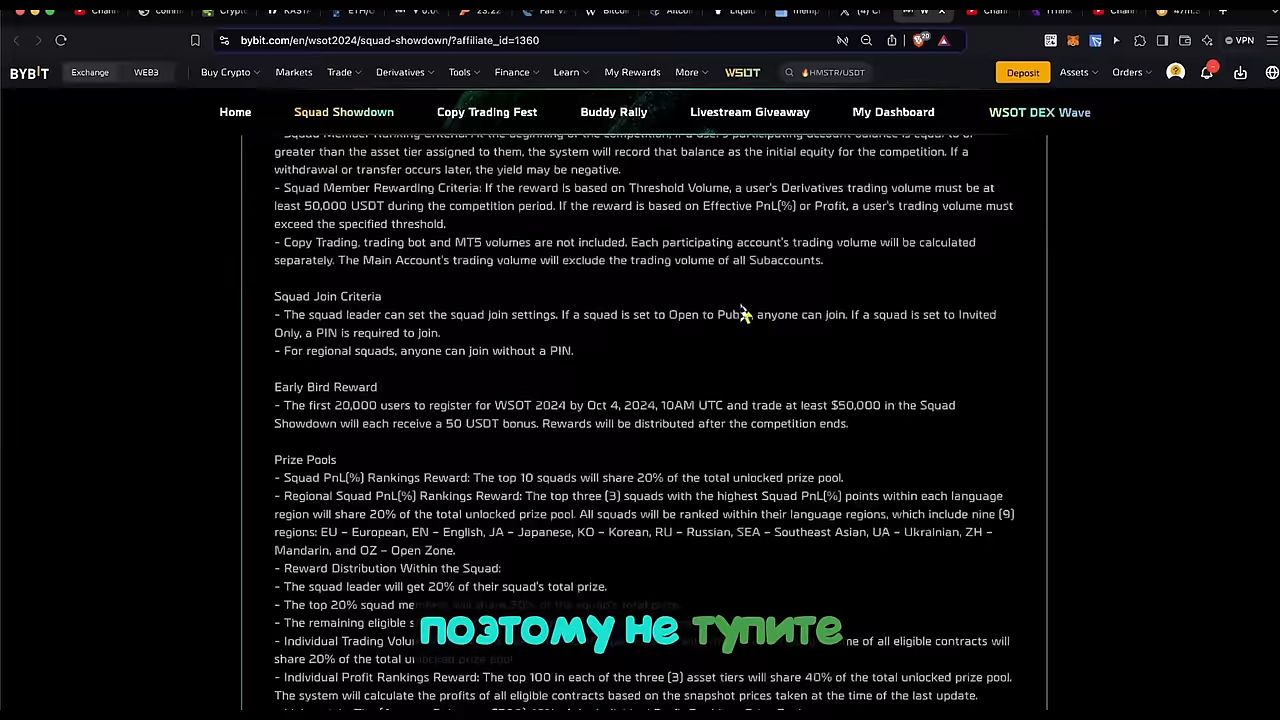 bybit.com/en/wsot2024/squad-showdown/?affiliate_id=1360
VPN
BYBIT Exchange WEB3 Buy Crypto Markets Trade Derivatives Tools Finance Learn My Rewards More WSOT HMSTR/USDT Deposit Assets Orders
Home Squad Showdown Copy Trading Fest Buddy Rally Livestream Giveaway My Dashboard WSOT DEX Wave
greater than the asset tier assigned to them, the system will record that balance as the initial equity for the competition. If a
withdrawal or transfer occurs later, the yield may be negative.
- Squad Member Rewarding Criteria: If the reward is based on Threshold Volume, a user's Derivatives trading volume must be at
least 50,000 USDT during the competition period. If the reward is based on Effective PnL(%) or Profit, a user's trading volume must
exceed the specified threshold.
- Copy Trading, trading bot and MT5 volumes are not included. Each participating account's trading volume will be calculated
separately. The Main Account's trading volume will exclude the trading volume of all Subaccounts.
Squad Join Criteria
- The squad leader can set the squad join settings. If a squad is set to Open to Pub anyone can join. If a squad is set to Invited
Only, a PIN is required to join.
- For regional squads, anyone can join without a PIN.
Early Bird Reward
- The first 20,000 users to register for WSOT 2024 by Oct 4, 2024, 10AM UTC and trade at least $50,000 in the Squad
Showdown will each receive a 50 USDT bonus. Rewards will be distributed after the competition ends.
Prize Pools
- Squad PnL(%) Rankings Reward: The top 10 squads will share 20% of the total unlocked prize pool.
- Regional Squad PnL(%) Rankings Reward: The top three (3) squads with the highest Squad PnL(%) points within each language
region will share 20% of the total unlocked prize pool. All squads will be ranked within their language regions, which include nine (9)
regions: EU – European, EN – English, JA – Japanese, KO – Korean, RU – Russian, SEA – Southeast Asian, UA – Ukrainian, ZH –
Mandarin, and OZ – Open Zone.
- Reward Distribution Within the Squad:
- The squad leader will get 20% of their squad's total prize.
- The top 20% squad members will share 30% of the squad's total prize.
- The remaining eligible
поэтому не тупите
- Individual Trading of all eligible contracts will
share 20% of the total unlocked prize pool
- Individual Profit Rankings Reward: The top 100 in each of the three (3) asset tiers will share 40% of the total unlocked prize pool.
The system will calculate the profits of all eligible contracts based on the snapshot prices taken at the time of the last update.